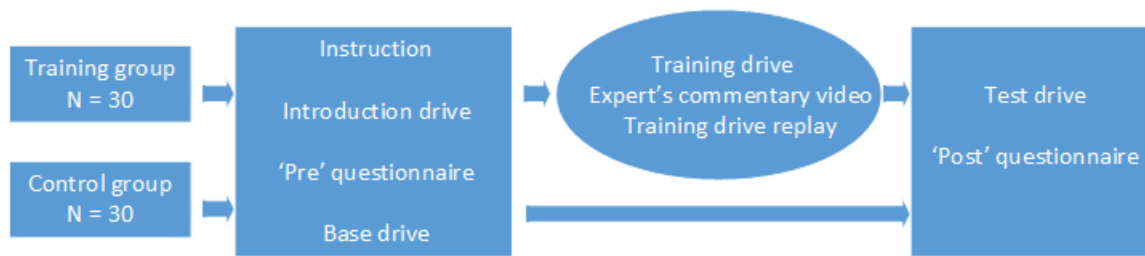 Training group
N = 30
Control group
N = 30
Instruction
Introduction drive
‘Pre’ questionnaire
Base drive
Training drive
Expert’s commentary video
Training drive replay
Test drive
‘Post’ questionnaire